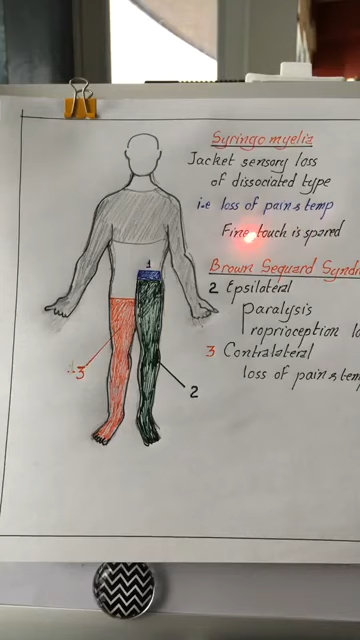 Syringomyelia
Jacket sensory loss
of dissociated type
i.e loss of pain & temp
Fine touch is spared
Brown Sequard Syndr
2 Epsilateral
paralysis
roprioception lo
3 Contralateral
loss of pain & temp
1
3
2